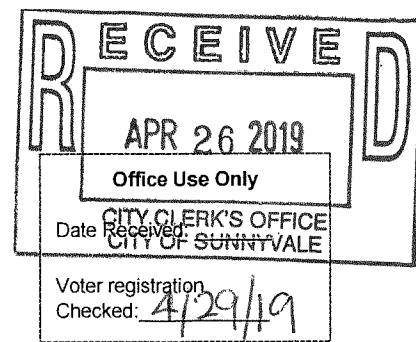 RECEIVED
APR 26 2019
Office Use Only
CITY CLERK'S OFFICE
Date Received:
CITY OF SUNNYVALE
Voter registration
Checked: 4/29/19